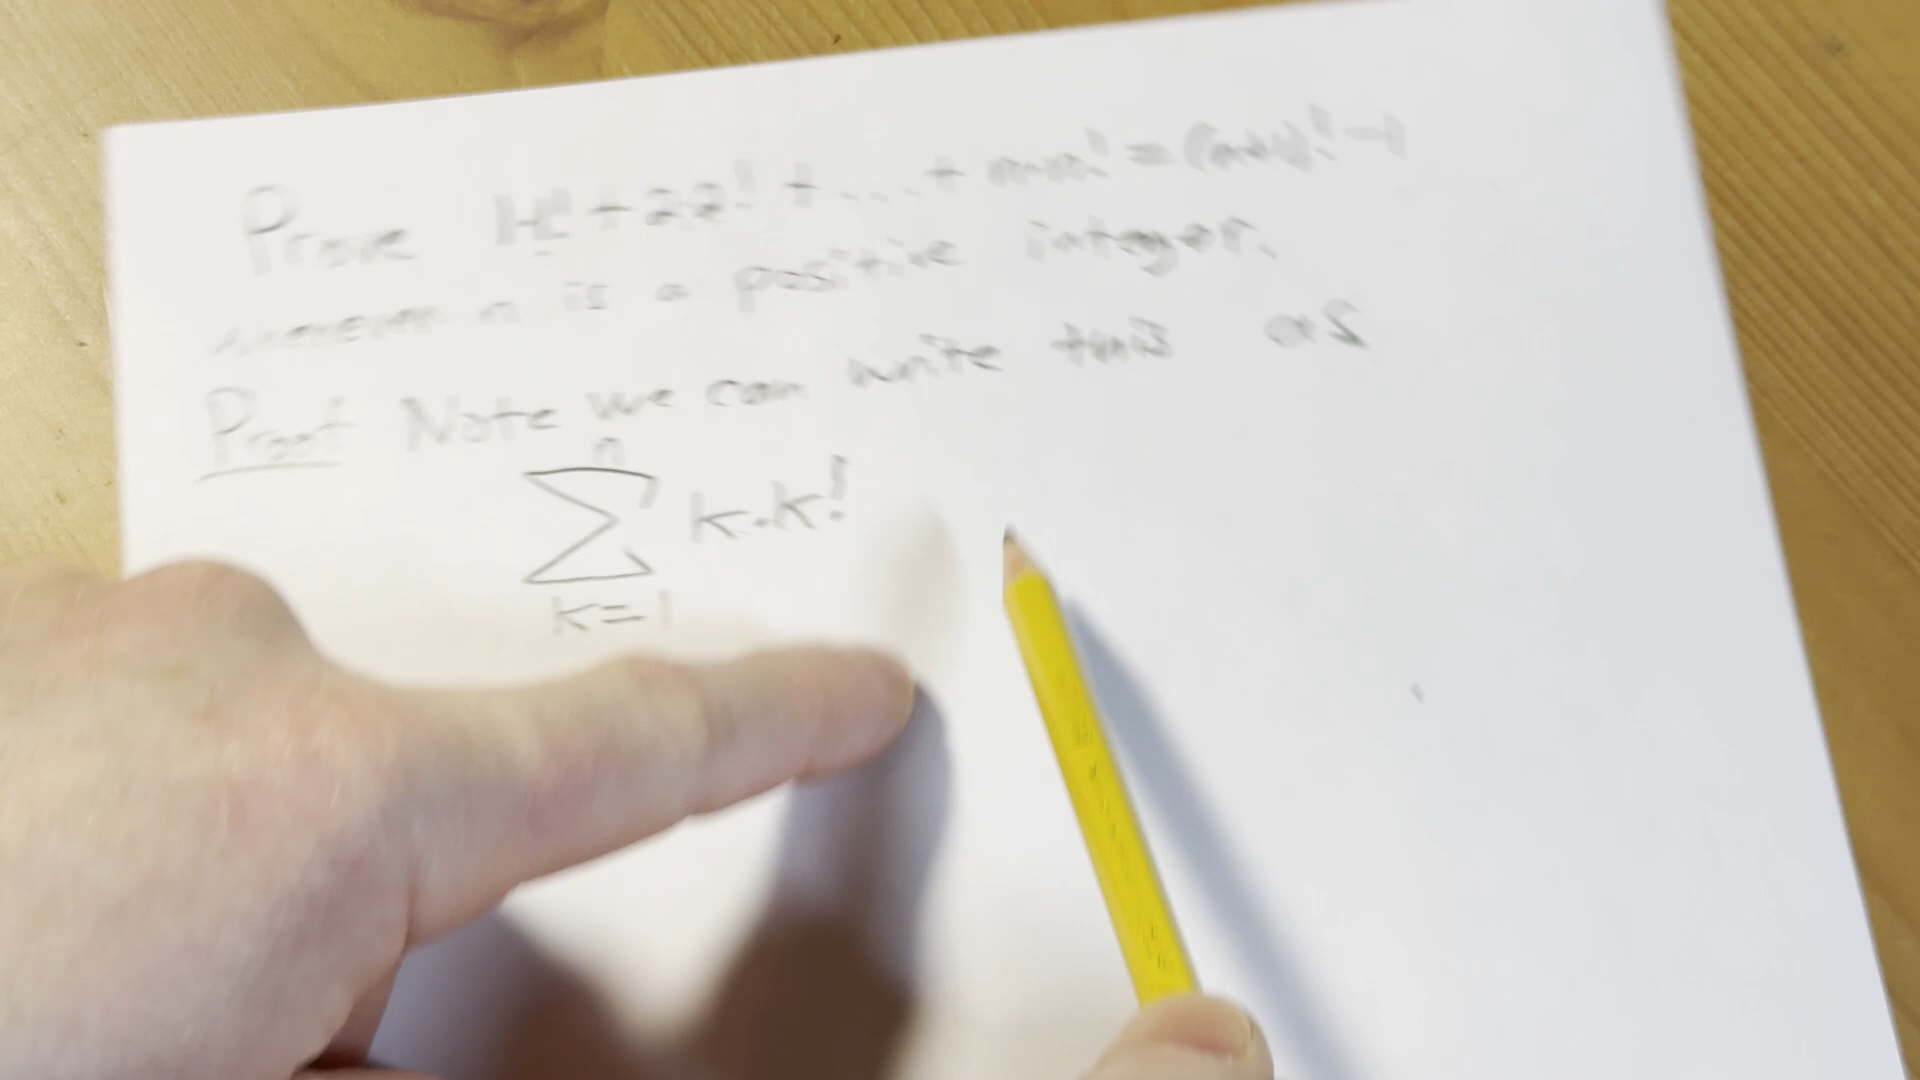 Prove 1·1! + 2·2! + ... + n·n! = (n+1)! - 1
whenever n is a positive integer.
Proof Note we can write this as
n
∑ k·k!
k=1